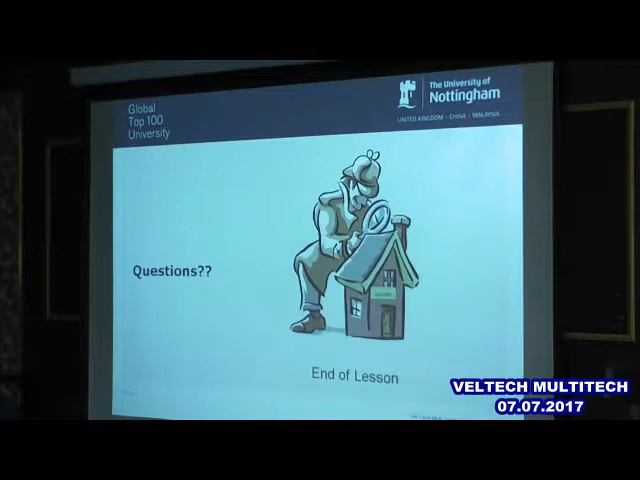 Global
Top 100
University
The University of
Nottingham
UNITED KINGDOM · CHINA · MALAYSIA
Questions??
End of Lesson
VELTECH MULTITECH
07.07.2017